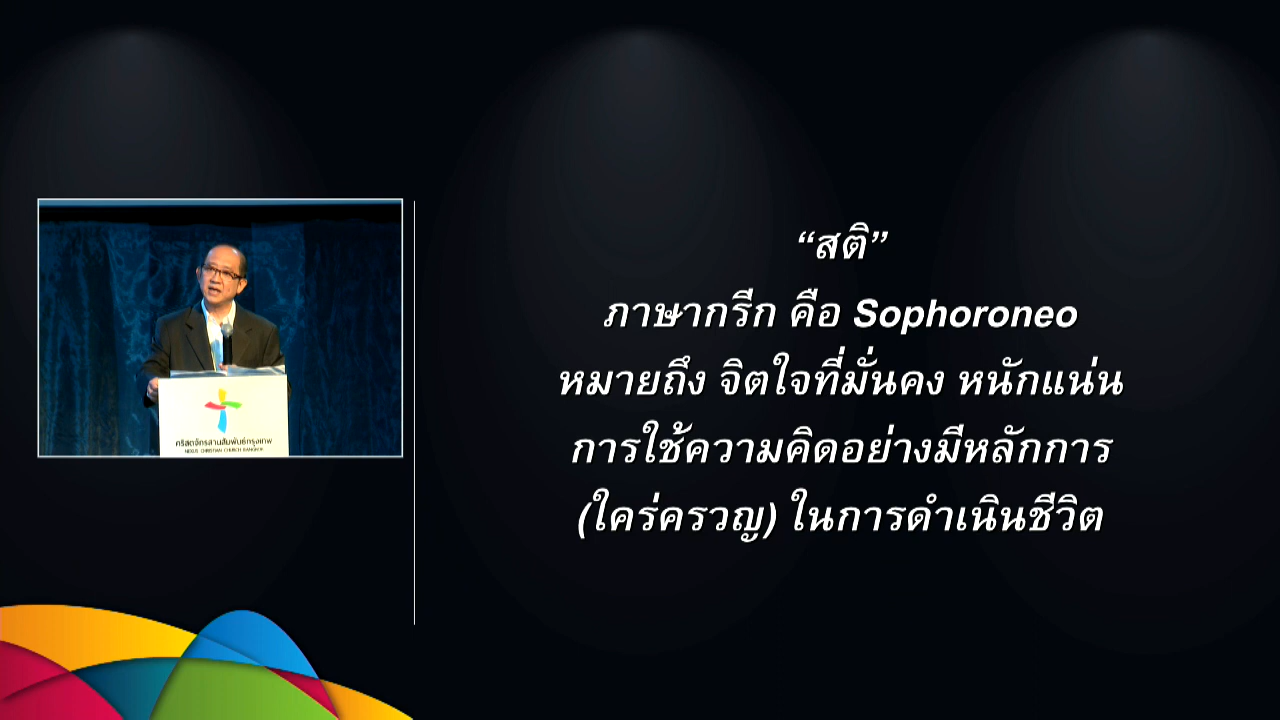 “สติ”
ภาษากรีก คือ Sophoroneo
หมายถึง จิตใจที่มั่นคง หนักแน่น
การใช้ความคิดอย่างมีหลักการ
(ใคร่ครวญ) ในการดำเนินชีวิต
คริสตจักรสานสัมพันธ์กรุงเทพ
NEXUS CHRISTIAN CHURCH BANGKOK